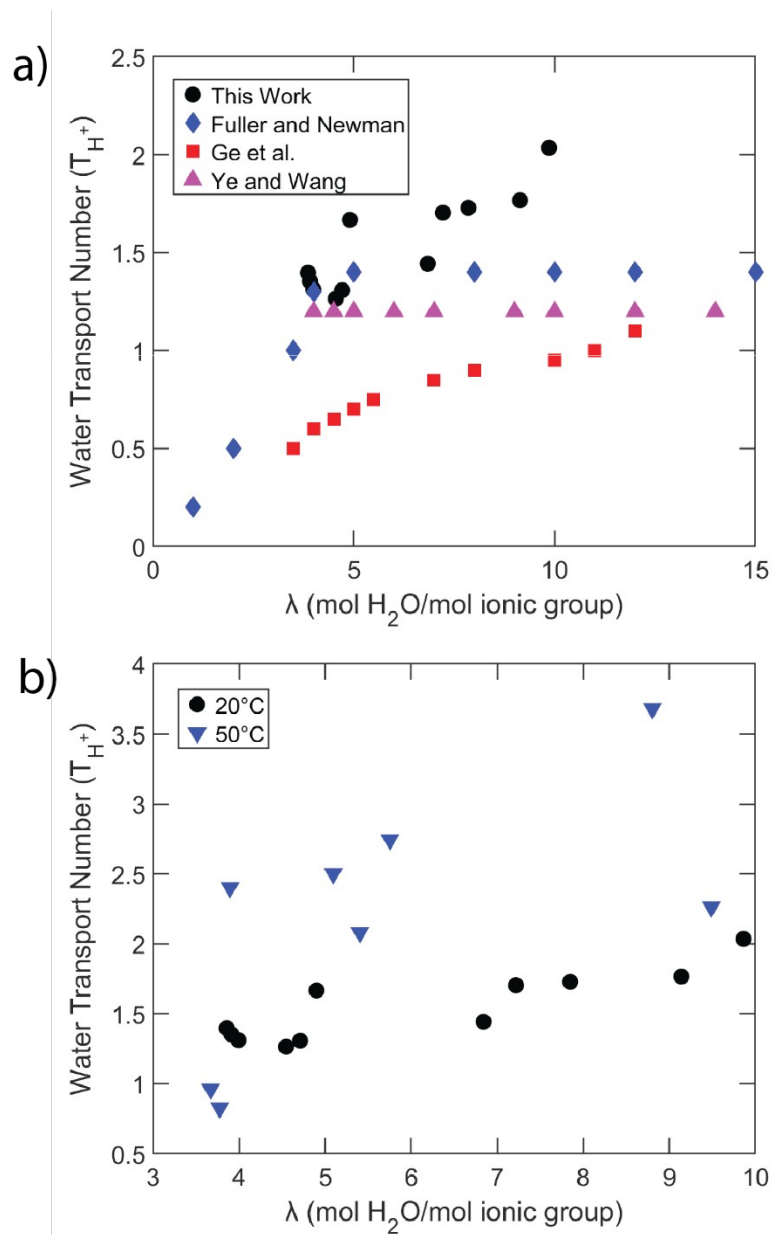 a)
2.5
2
1.5
1
0.5
0
Water Transport Number (T_H+)
This Work
Fuller and Newman
Ge et al.
Ye and Wang
0 5 10 15
λ (mol H2O/mol ionic group)
b)
4
3.5
3
2.5
2
1.5
1
0.5
Water Transport Number (T_H+)
20°C
50°C
3 4 5 6 7 8 9 10
λ (mol H2O/mol ionic group)